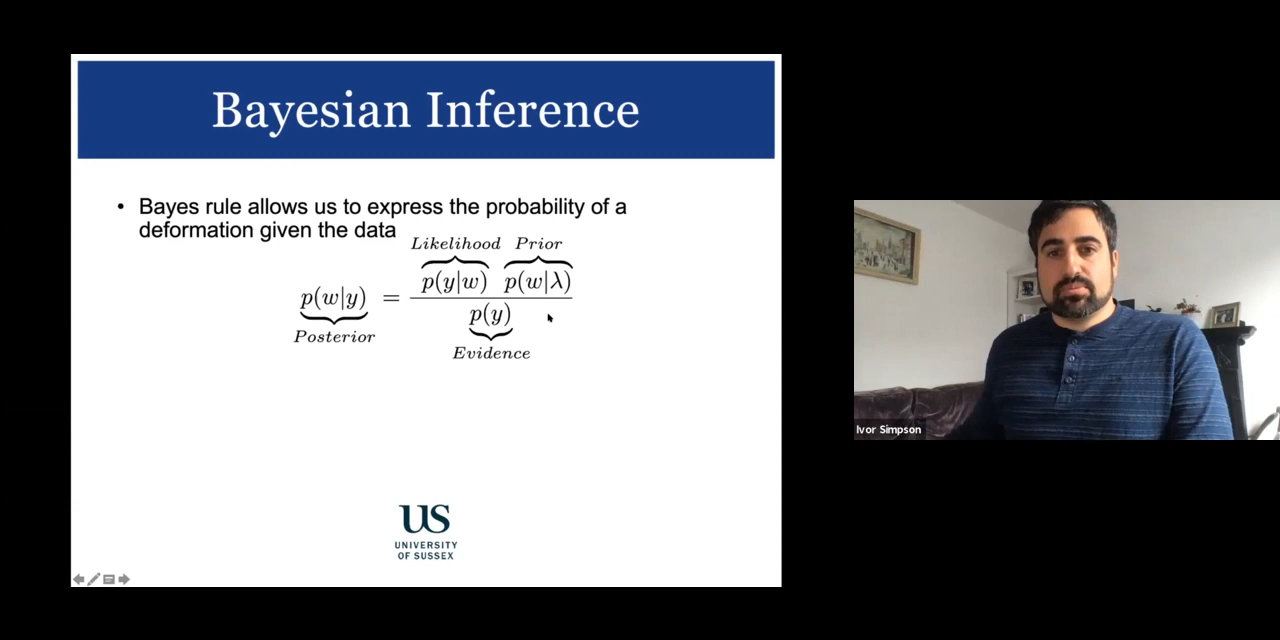 Bayesian Inference
• Bayes rule allows us to express the probability of a
deformation given the data
Likelihood Prior
p(w|y) = p(y|w) p(w|λ)
p(y)
Posterior
Evidence
US
UNIVERSITY
OF SUSSEX
Ivor Simpson